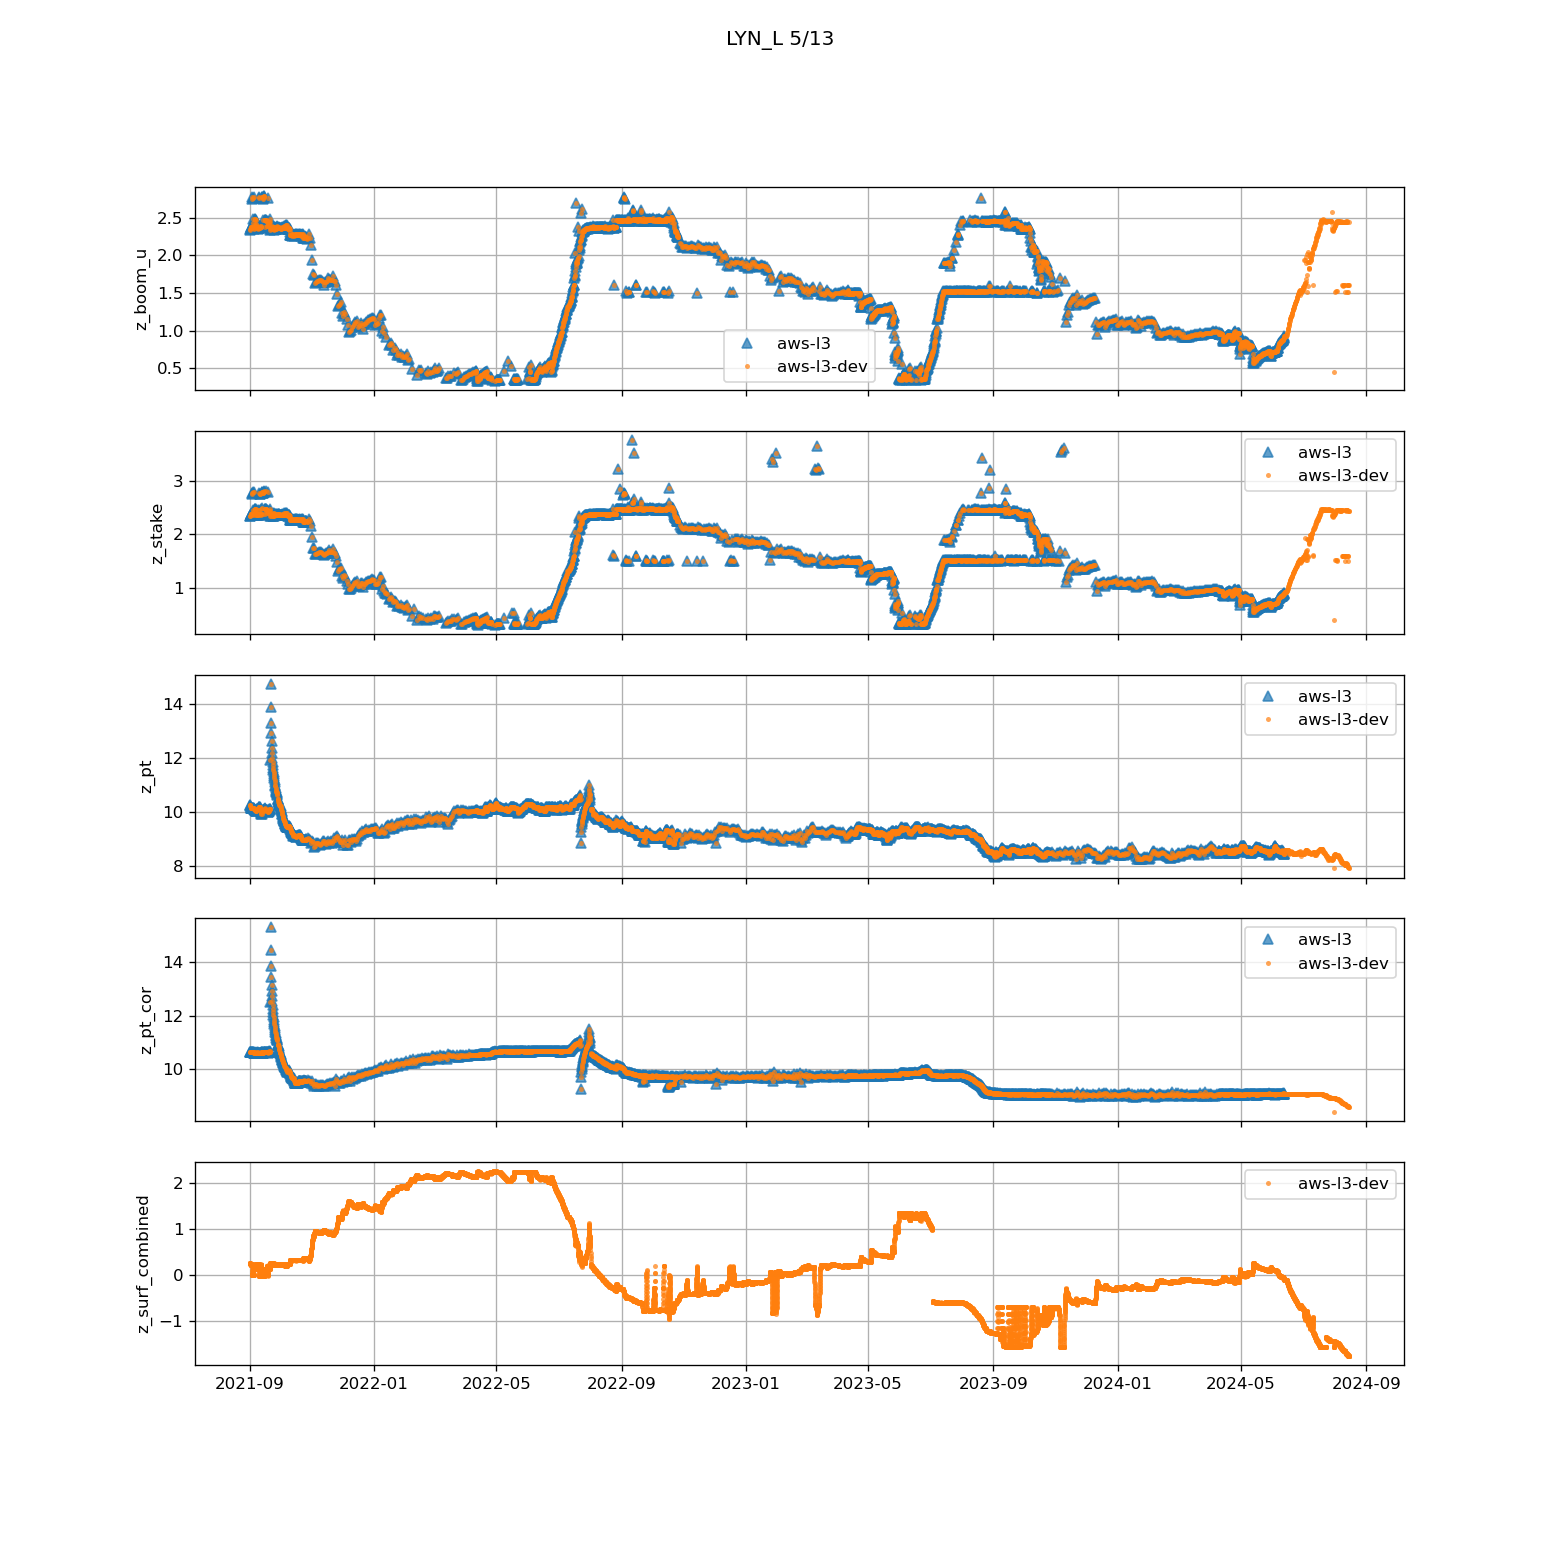 LYN_L 5/13
z_boom_u
2.5
2.0
1.5
1.0
0.5
aws-l3
aws-l3-dev
z_stake
3
2
1
aws-l3
aws-l3-dev
z_pt
14
12
10
8
aws-l3
aws-l3-dev
z_pt_cor
14
12
10
aws-l3
aws-l3-dev
z_surf_combined
2
1
0
−1
aws-l3-dev
2021-09 2022-01 2022-05 2022-09 2023-01 2023-05 2023-09 2024-01 2024-05 2024-09